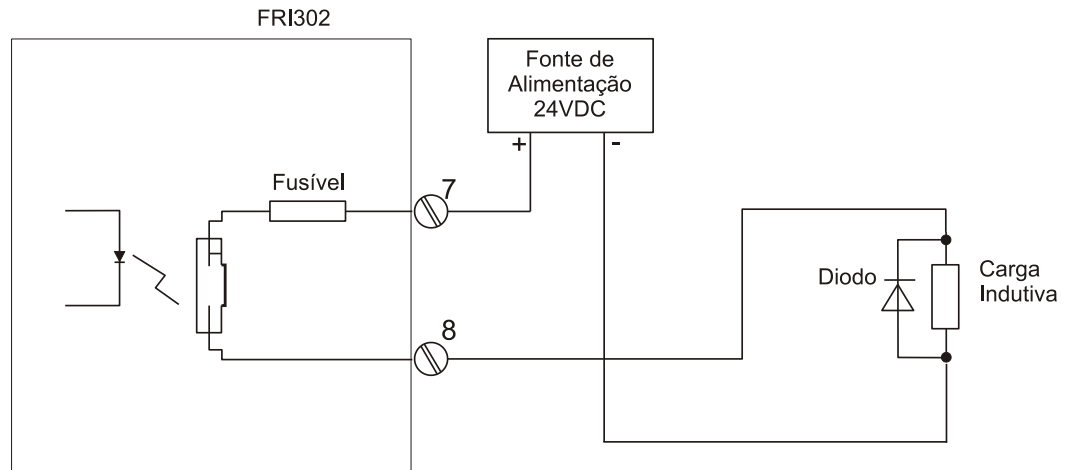 FRI302
Fonte de
Alimentação
24VDC
+
-
Fusível
7
8
Diodo
Carga
Indutiva